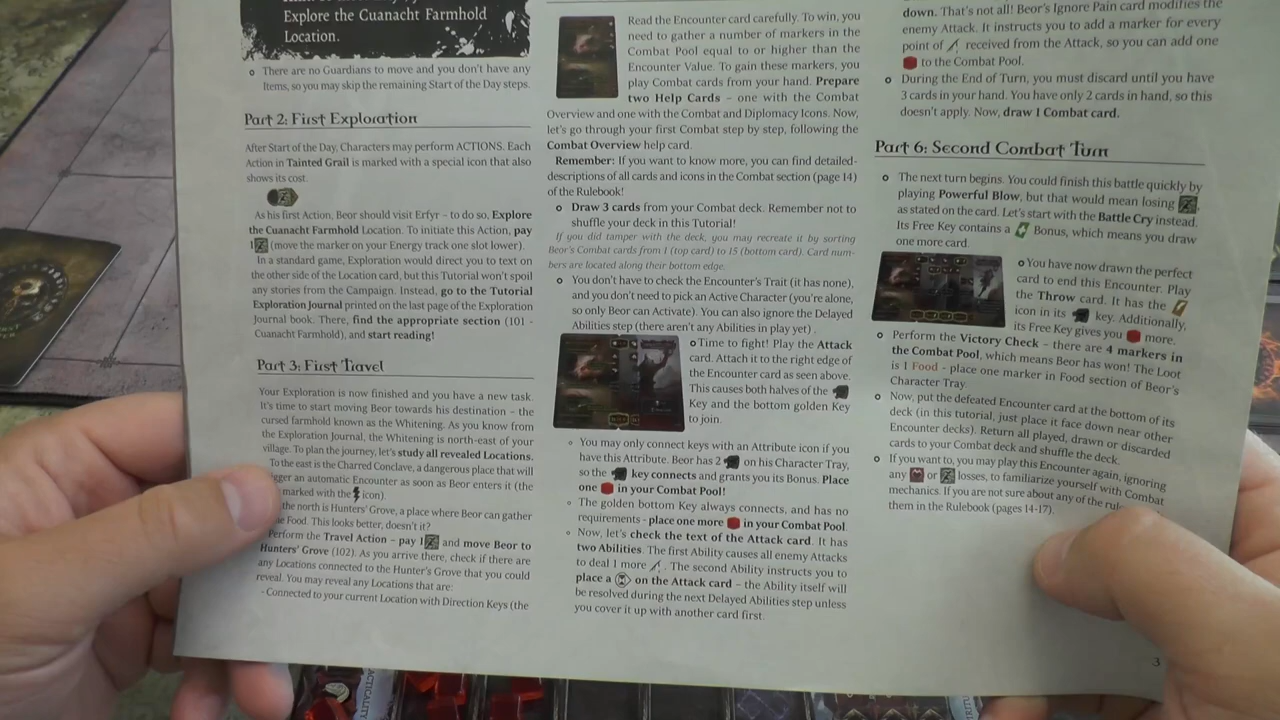 Explore the Cuanacht Farmhold
Location.
There are no Guardians to move and you don't have any
Items, so you may skip the remaining Start of the Day steps.
Part 2: First Exploration
After Start of the Day, Characters may perform ACTIONS. Each
Action in Tainted Grail is marked with a special icon that also
shows its cost.
As his first Action, Beor should visit Erfyr – to do so, Explore
the Cuanacht Farmhold Location. To initiate this Action, pay
1 (move the marker on your Energy track one slot lower).
In a standard game, Exploration would direct you to text on
the other side of the Location card, but this Tutorial won't spoil
any stories from the Campaign. Instead, go to the Tutorial
Exploration Journal printed on the last page of the Exploration
Journal book. There, find the appropriate section (101 -
Cuanacht Farmhold), and start reading!
Part 3: First Travel
Your Exploration is now finished and you have a new task.
It's time to start moving Beor towards his destination – the
cursed farmhold known as the Whitening. As you know from
the Exploration Journal, the Whitening is north-east of your
village. To plan the journey, let's study all revealed Locations.
To the east is the Charred Conclave, a dangerous place that will
an automatic Encounter as soon as Beor enters it (the
marked with the icon).
the north is Hunters' Grove, a place where Beor can gather
Food. This looks better, doesn't it?
Perform the Travel Action – pay 1 and move Beor to
Hunters' Grove (102). As you arrive there, check if there are
any Locations connected to the Hunter's Grove that you could
reveal. You may reveal any Locations that are:
- Connected to your current Location with Direction Keys (the
Read the Encounter card carefully. To win, you
need to gather a number of markers in the
Combat Pool equal to or higher than the
Encounter Value. To gain these markers, you
play Combat cards from your hand. Prepare
two Help Cards – one with the Combat
Overview and one with the Combat and Diplomacy Icons. Now,
let's go through your first Combat step by step, following the
Combat Overview help card.
Remember: If you want to know more, you can find detailed-
descriptions of all cards and icons in the Combat section (page 14)
of the Rulebook!
Draw 3 cards from your Combat deck. Remember not to
shuffle your deck in this Tutorial!
If you did tamper with the deck, you may recreate it by sorting
Beor's Combat cards from 1 (top card) to 15 (bottom card). Card num-
bers are located along their bottom edge.
You don't have to check the Encounter's Trait (it has none),
and you don't need to pick an Active Character (you're alone,
so only Beor can Activate). You can also ignore the Delayed
Abilities step (there aren't any Abilities in play yet) .
Time to fight! Play the Attack
card. Attach it to the right edge of
the Encounter card as seen above.
This causes both halves of the
Key and the bottom golden Key
to join.
You may only connect keys with an Attribute icon if you
have this Attribute. Beor has 2 on his Character Tray,
so the key connects and grants you its Bonus. Place
one in your Combat Pool!
The golden bottom Key always connects, and has no
requirements - place one more in your Combat Pool.
Now, let's check the text of the Attack card. It has
two Abilities. The first Ability causes all enemy Attacks
to deal 1 more . The second Ability instructs you to
place a on the Attack card – the Ability itself will
be resolved during the next Delayed Abilities step unless
you cover it up with another card first.
down. That's not all! Beor's Ignore Pain card modifies the
enemy Attack. It instructs you to add a marker for every
point of received from the Attack, so you can add one
to the Combat Pool.
During the End of Turn, you must discard until you have
3 cards in your hand. You have only 2 cards in hand, so this
doesn't apply. Now, draw 1 Combat card.
Part 6: Second Combat Turn
The next turn begins. You could finish this battle quickly by
playing Powerful Blow, but that would mean losing ,
as stated on the card. Let's start with the Battle Cry instead.
Its Free Key contains a Bonus, which means you draw
one more card.
You have now drawn the perfect
card to end this Encounter. Play
the Throw card. It has the
icon in its key. Additionally,
its Free Key gives you more.
Perform the Victory Check – there are 4 markers in
the Combat Pool, which means Beor has won! The Loot
is 1 Food - place one marker in Food section of Beor's
Character Tray.
Now, put the defeated Encounter card at the bottom of its
deck (in this tutorial, just place it face down near other
Encounter decks). Return all played, drawn or discarded
cards to your Combat deck and shuffle the deck.
If you want to, you may play this Encounter again, ignoring
any or losses, to familiarize yourself with Combat
mechanics. If you are not sure about any of the
them in the Rulebook (pages 14-17).
3